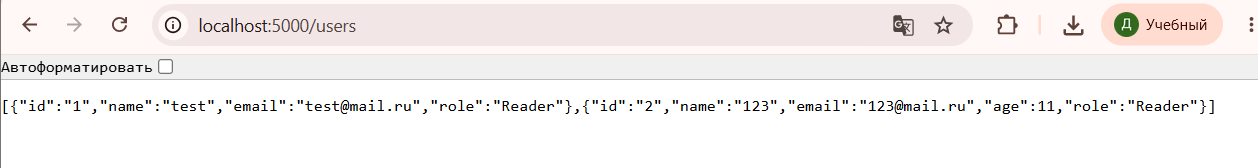 localhost:5000/users
Д Учебный
Автоформатировать
[{"id":"1","name":"test","email":"test@mail.ru","role":"Reader"},{"id":"2","name":"123","email":"123@mail.ru","age":11,"role":"Reader"}]